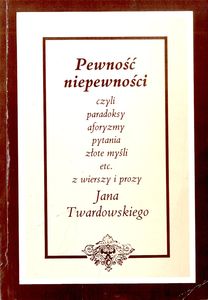 Pewność
niepewności
czyli
paradoksy
aforyzmy
pytania
złote myśli
etc.
z wierszy i prozy
Jana
Twardowskiego